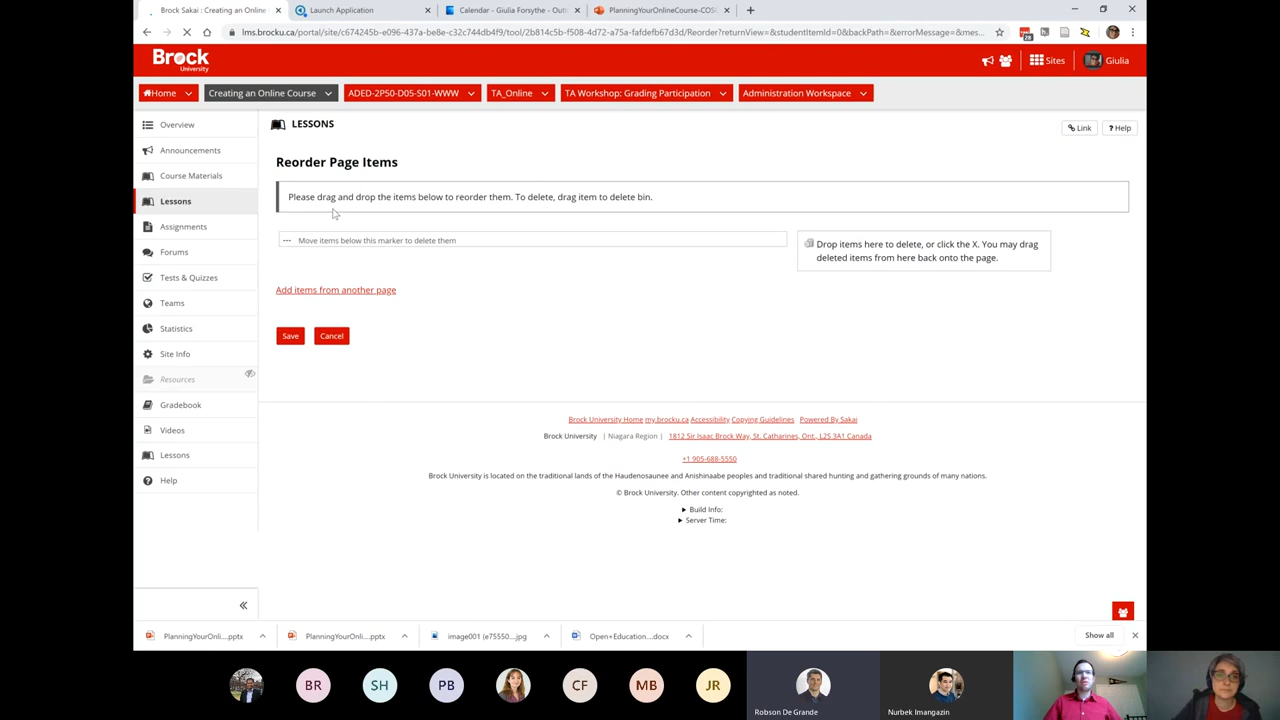 Brock Sakai : Creating an Online
Launch Application
Calendar - Giulia Forsythe - Out
PlanningYourOnlineCourse-COS
lms.brocku.ca/portal/site/c674245b-e096-437a-be8e-c32c744db4f9/tool/2b814c5b-f508-4d72-a75a-fafdefb67d3d/Reorder?returnView=&studentItemId=0&backPath=&errorMessage=&mes...
28
Brock
University
Sites
Giulia
Home
Creating an Online Course
ADED-2P50-D05-S01-WWW
TA_Online
TA Workshop: Grading Participation
Administration Workspace
Overview
Announcements
Course Materials
Lessons
Assignments
Forums
Tests & Quizzes
Teams
Statistics
Site Info
Resources
Gradebook
Videos
Lessons
Help
LESSONS
Link
? Help
Reorder Page Items
Please drag and drop the items below to reorder them. To delete, drag item to delete bin.
--- Move items below this marker to delete them
Drop items here to delete, or click the X. You may drag
deleted items from here back onto the page.
Add items from another page
Save
Cancel
Brock University Home my.brocku.ca Accessibility Copying Guidelines Powered By Sakai
Brock University | Niagara Region | 1812 Sir Isaac Brock Way, St. Catharines, Ont., L2S 3A1 Canada
+1 905-688-5550
Brock University is located on the traditional lands of the Haudenosaunee and Anishinaabe peoples and traditional shared hunting and gathering grounds of many nations.
© Brock University. Other content copyrighted as noted.
► Build Info:
► Server Time:
«
PlanningYourOnli....pptx
PlanningYourOnli....pptx
image001 (e75550....jpg
Open+Education....docx
Show all
BR
SH
PB
CF
MB
JR
Robson De Grande
Nurbek Imangazin